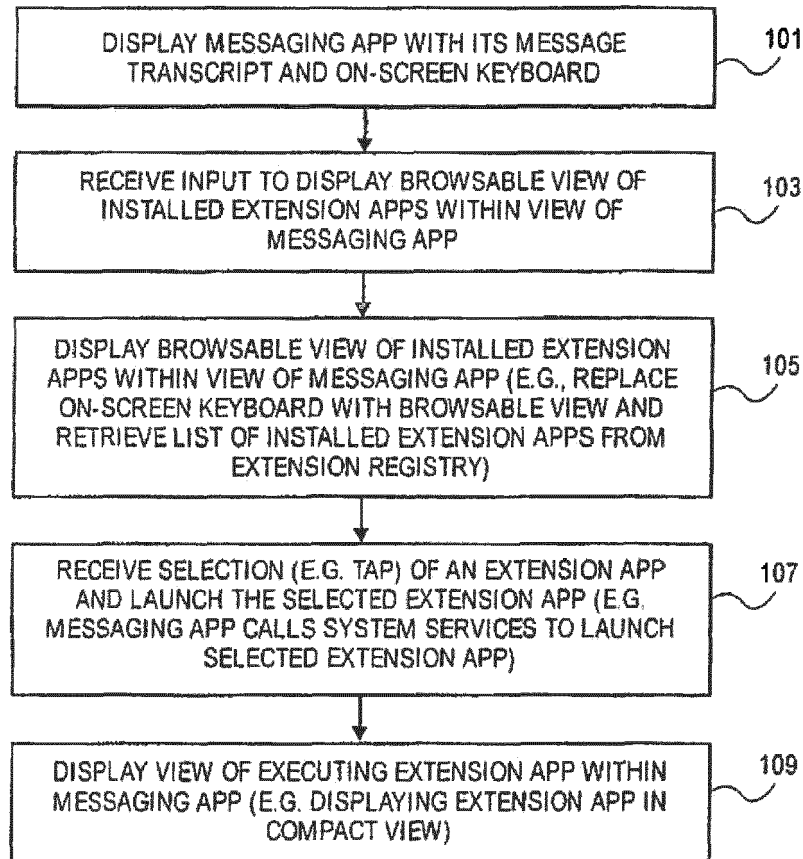 DISPLAY MESSAGING APP WITH ITS MESSAGE
TRANSCRIPT AND ON-SCREEN KEYBOARD
101
RECEIVE INPUT TO DISPLAY BROWSABLE VIEW OF
INSTALLED EXTENSION APPS WITHIN VIEW OF
MESSAGING APP
103
DISPLAY BROWSABLE VIEW OF INSTALLED EXTENSION
APPS WITHIN VIEW OF MESSAGING APP (E.G., REPLACE
ON-SCREEN KEYBOARD WITH BROWSABLE VIEW AND
RETRIEVE LIST OF INSTALLED EXTENSION APPS FROM
EXTENSION REGISTRY)
105
RECEIVE SELECTION (E.G. TAP) OF AN EXTENSION APP
AND LAUNCH THE SELECTED EXTENSION APP (E.G.
MESSAGING APP CALLS SYSTEM SERVICES TO LAUNCH
SELECTED EXTENSION APP)
107
DISPLAY VIEW OF EXECUTING EXTENSION APP WITHIN
MESSAGING APP (E.G. DISPLAYING EXTENSION APP IN
COMPACT VIEW)
109